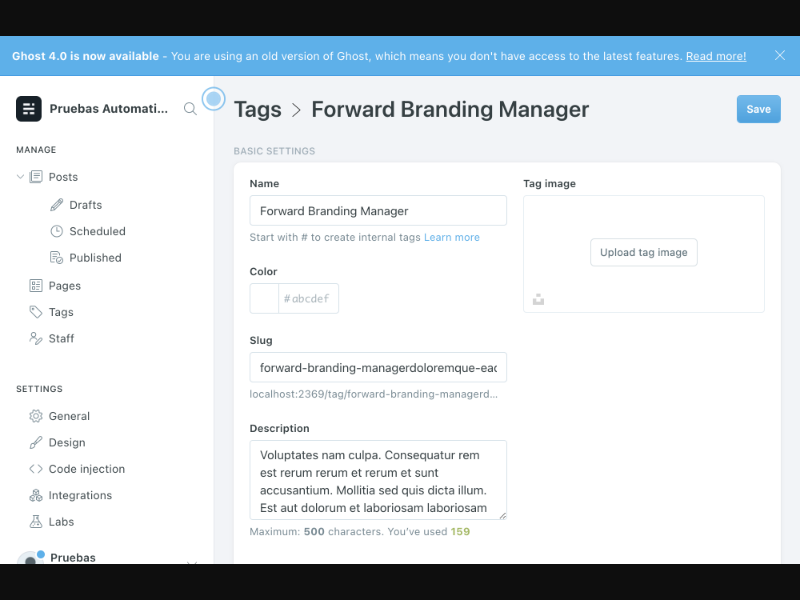 Ghost 4.0 is now available - You are using an old version of Ghost, which means you don't have access to the latest features. Read more!
Pruebas Automati...
Tags > Forward Branding Manager
Save
MANAGE
Posts
Drafts
Scheduled
Published
Pages
Tags
Staff
SETTINGS
General
Design
Code injection
Integrations
Labs
Pruebas
BASIC SETTINGS
Name
Forward Branding Manager
Start with # to create internal tags Learn more
Color
#abcdef
Slug
forward-branding-managerdoloremque-eac
localhost:2369/tag/forward-branding-managerd...
Description
Voluptates nam culpa. Consequatur rem
est rerum rerum et rerum et sunt
accusantium. Mollitia sed quis dicta illum.
Est aut dolorum et laboriosam laboriosam
Maximum: 500 characters. You've used 159
Tag image
Upload tag image